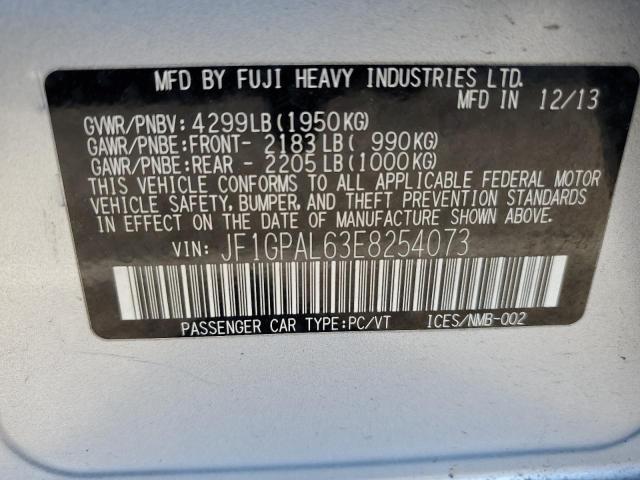 MFD BY FUJI HEAVY INDUSTRIES LTD.
MFD IN 12/13
GVWR/PNBV: 4299LB(1950KG)
GAWR/PNBE:FRONT- 2183LB( 990KG)
GAWR/PNBE:REAR - 2205LB(1000KG)
THIS VEHICLE CONFORMS TO ALL APPLICABLE FEDERAL MOTOR
VEHICLE SAFETY, BUMPER, AND THEFT PREVENTION STANDARDS
IN EFFECT ON THE DATE OF MANUFACTURE SHOWN ABOVE.
VIN: JF1GPAL63E8254073
PASSENGER CAR TYPE:PC/VT ICES/NMB-002